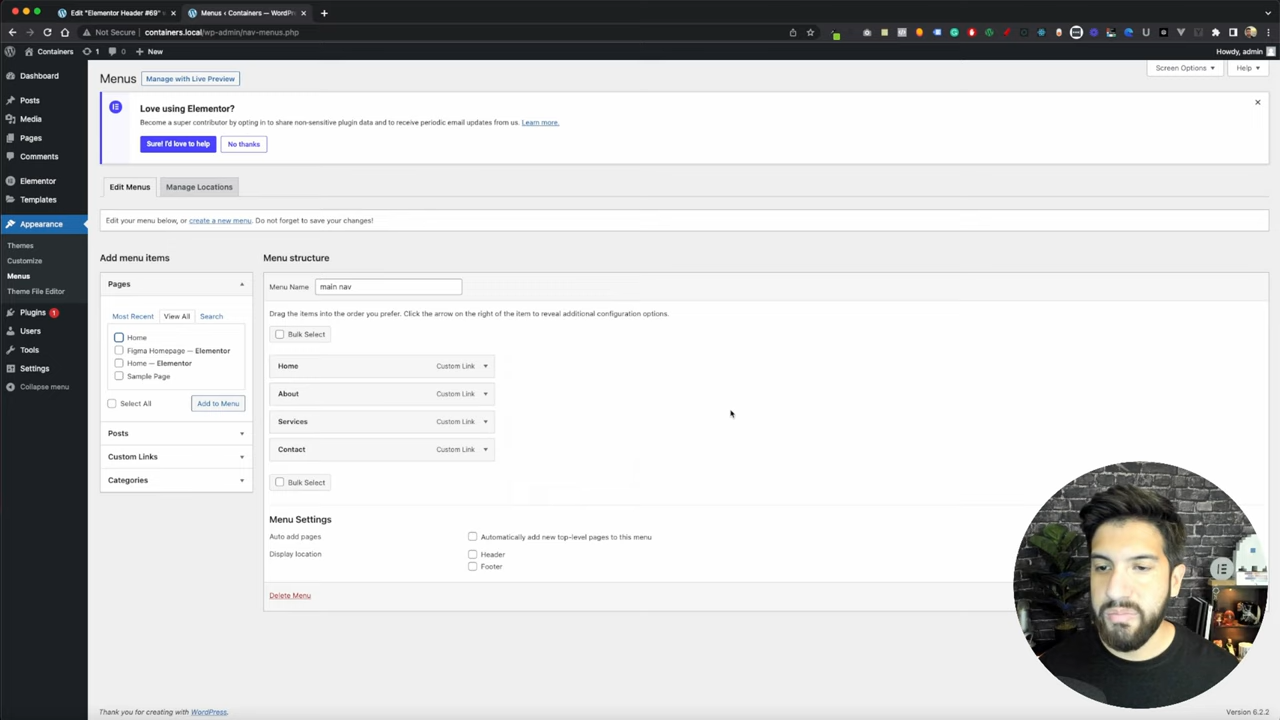 Edit "Elementor Header #69"
Menus ‹ Containers — WordPr
Not Secure containers.local/wp-admin/nav-menus.php
Containers 1 0 New Howdy, admin
Dashboard
Posts
Media
Pages
Comments
Elementor
Templates
Appearance
Themes
Customize
Menus
Theme File Editor
Plugins 1
Users
Tools
Settings
Collapse menu
Menus Manage with Live Preview
Screen Options Help
Love using Elementor?
Become a super contributor by opting in to share non-sensitive plugin data and to receive periodic email updates from us. Learn more.
Sure! I'd love to help No thanks
Edit Menus Manage Locations
Edit your menu below, or create a new menu. Do not forget to save your changes!
Add menu items
Pages
Most Recent View All Search
Home
Figma Homepage — Elementor
Home — Elementor
Sample Page
Select All Add to Menu
Posts
Custom Links
Categories
Menu structure
Menu Name main nav
Drag the items into the order you prefer. Click the arrow on the right of the item to reveal additional configuration options.
Bulk Select
Home Custom Link
About Custom Link
Services Custom Link
Contact Custom Link
Bulk Select
Menu Settings
Auto add pages Automatically add new top-level pages to this menu
Display location Header
Footer
Delete Menu
Thank you for creating with WordPress.
Version 6.2.2